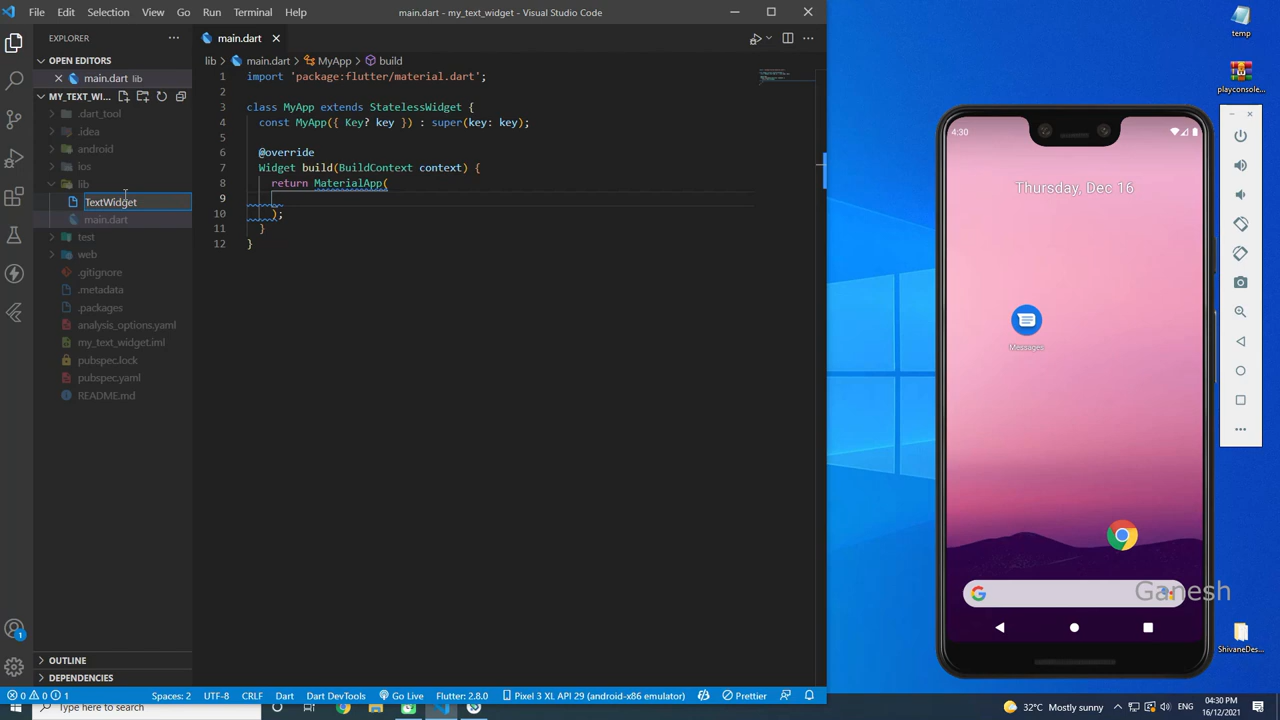 File Edit Selection View Go Run Terminal Help
main.dart - my_text_widget - Visual Studio Code
EXPLORER
OPEN EDITORS
main.dart lib
MY_TEXT_WI...
.dart_tool
.idea
android
ios
lib
TextWidget
main.dart
test
web
.gitignore
.metadata
.packages
analysis_options.yaml
my_text_widget.iml
pubspec.lock
pubspec.yaml
README.md
OUTLINE
DEPENDENCIES
main.dart
lib > main.dart > MyApp > build
1 import 'package:flutter/material.dart';
2
3 class MyApp extends StatelessWidget {
4 const MyApp({ Key? key }) : super(key: key);
5
6 @override
7 Widget build(BuildContext context) {
8 return MaterialApp(
9
10 );
11 }
12 }
1
0 0 1 Spaces: 2 UTF-8 CRLF Dart Dart DevTools Go Live Flutter: 2.8.0 Pixel 3 XL API 29 (android-x86 emulator) Prettier
temp
playconsole...
4:30
Thursday, Dec 16
Messages
Ganesh
ShivaneDes...
Type here to search
32°C Mostly sunny
ENG
04:30 PM
16/12/2021